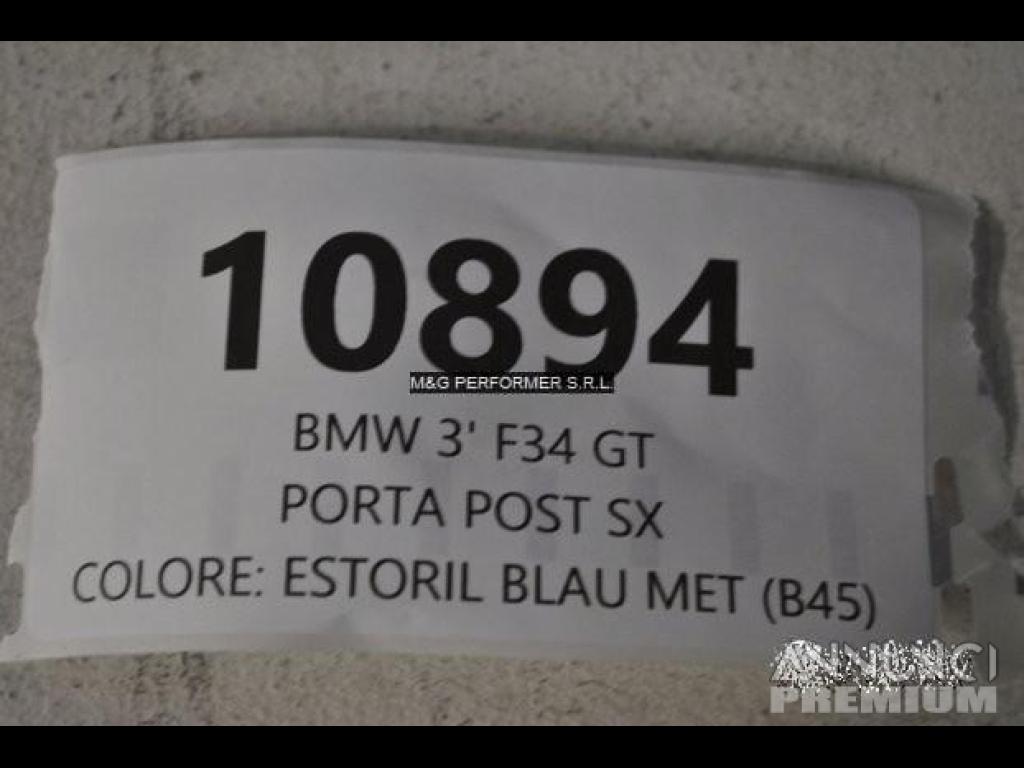 10894
M&G PERFORMER S.R.L.
BMW 3' F34 GT
PORTA POST SX
COLORE: ESTORIL BLAU MET (B45)
ANNUNCI
PREMIUM